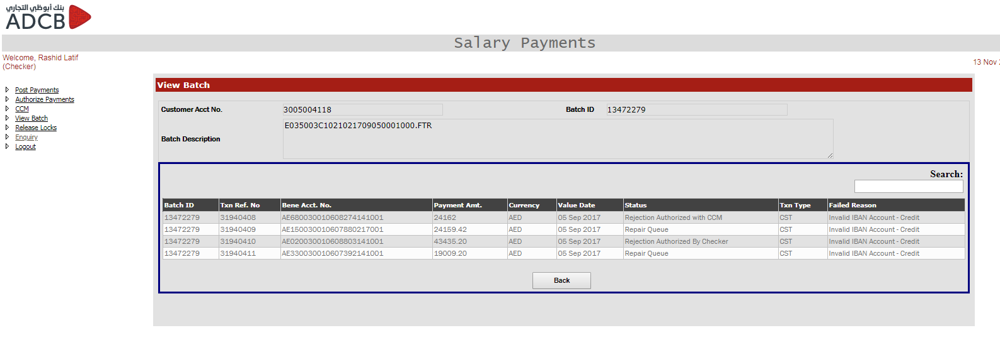 بنك أبوظبي التجاري
ADCB
Salary Payments
Welcome, Rashid Latif
(Checker)
13 Nov
Post Payments
Authorize Payments
CCM
View Batch
Release Locks
Enquiry
Logout
View Batch
Customer Acct No. 3005004118 Batch ID 13472279
Batch Description E035003C1021021709050001000.FTR
Search:
Batch ID Txn Ref. No Bene Acct. No. Payment Amt. Currency Value Date Status Txn Type Failed Reason
13472279 31940408 AE680030010608274141001 24162 AED 05 Sep 2017 Rejection Authorized with CCM CST Invalid IBAN Account - Credit
13472279 31940409 AE150030010607880217001 24159.42 AED 05 Sep 2017 Repair Queue CST Invalid IBAN Account - Credit
13472279 31940410 AE020030010608803141001 43435.20 AED 05 Sep 2017 Rejection Authorized By Checker CST Invalid IBAN Account - Credit
13472279 31940411 AE330030010607392141001 19009.20 AED 05 Sep 2017 Repair Queue CST Invalid IBAN Account - Credit
Back